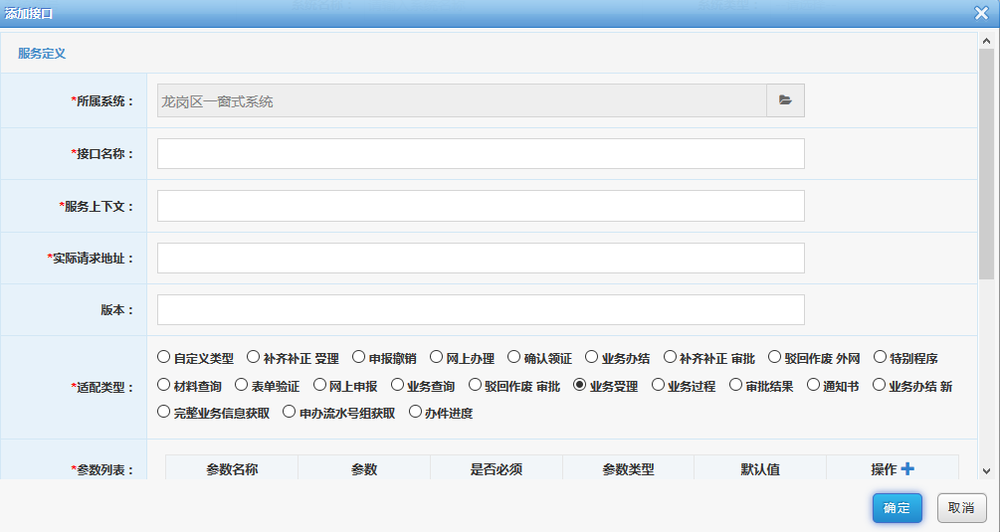 添加接口
服务定义
*所属系统：
龙岗区一窗式系统
*接口名称：
*服务上下文：
*实际请求地址：
版本：
*适配类型：
自定义类型 补齐补正 受理 申报撤销 网上办理 确认领证 业务办结 补齐补正 审批 驳回作废 外网 特别程序
材料查询 表单验证 网上申报 业务查询 驳回作废 审批 业务受理 业务过程 审批结果 通知书 业务办结 新
完整业务信息获取 申办流水号组获取 办件进度
*参数列表：
参数名称 参数 是否必须 参数类型 默认值 操作
确定 取消